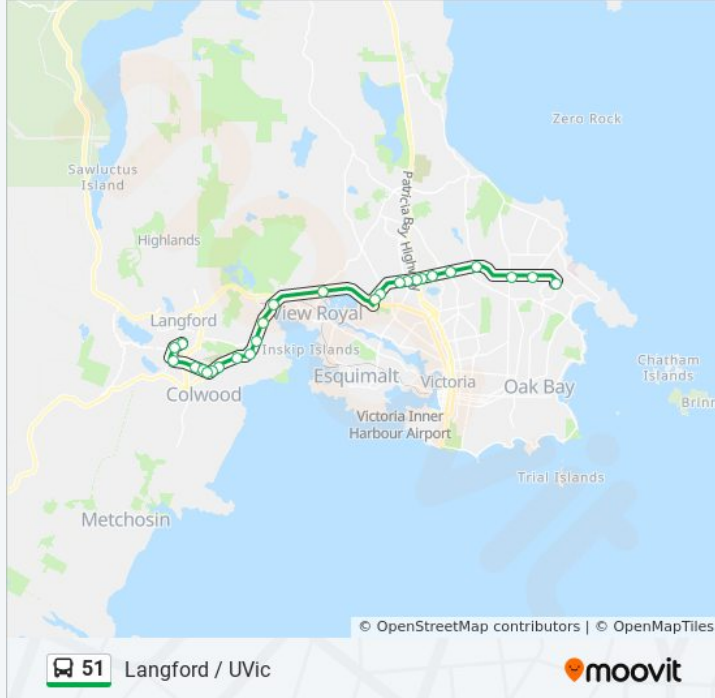 Zero Rock
Sawluctus
Island
Patricia Bay Highway
Highlands
View Royal
Langford
Inskip Islands
Chatham
Islands
Esquimalt
Victoria
Oak Bay
Colwood
Brinn
Victoria Inner
Harbour Airport
Trial Islands
Metchosin
© OpenStreetMap contributors | © OpenMapTiles
51 Langford / UVic
moovit